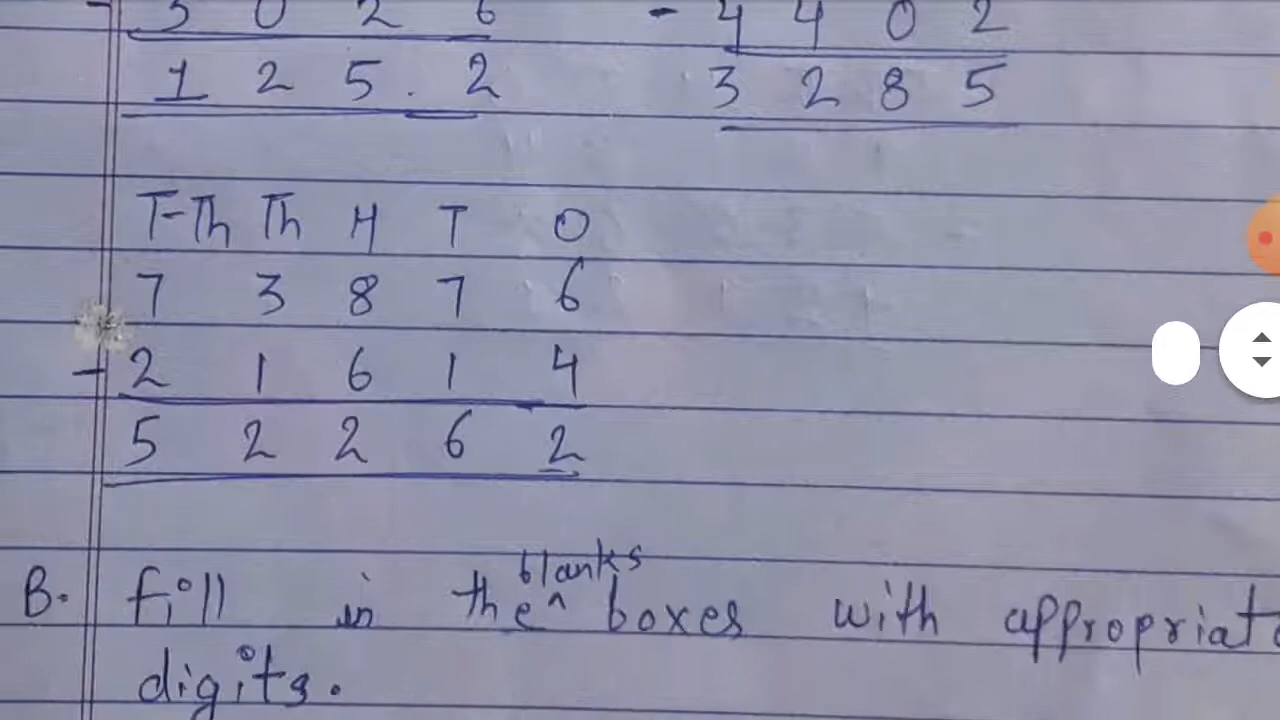 - 3 0 2 6 - 4 4 0 2
1 2 5 . 2 3 2 8 5
T-Th Th H T O
7 3 8 7 6
- 2 1 6 1 4
5 2 2 6 2
B. fill in the ^ blanks boxes with appropriate
digits.